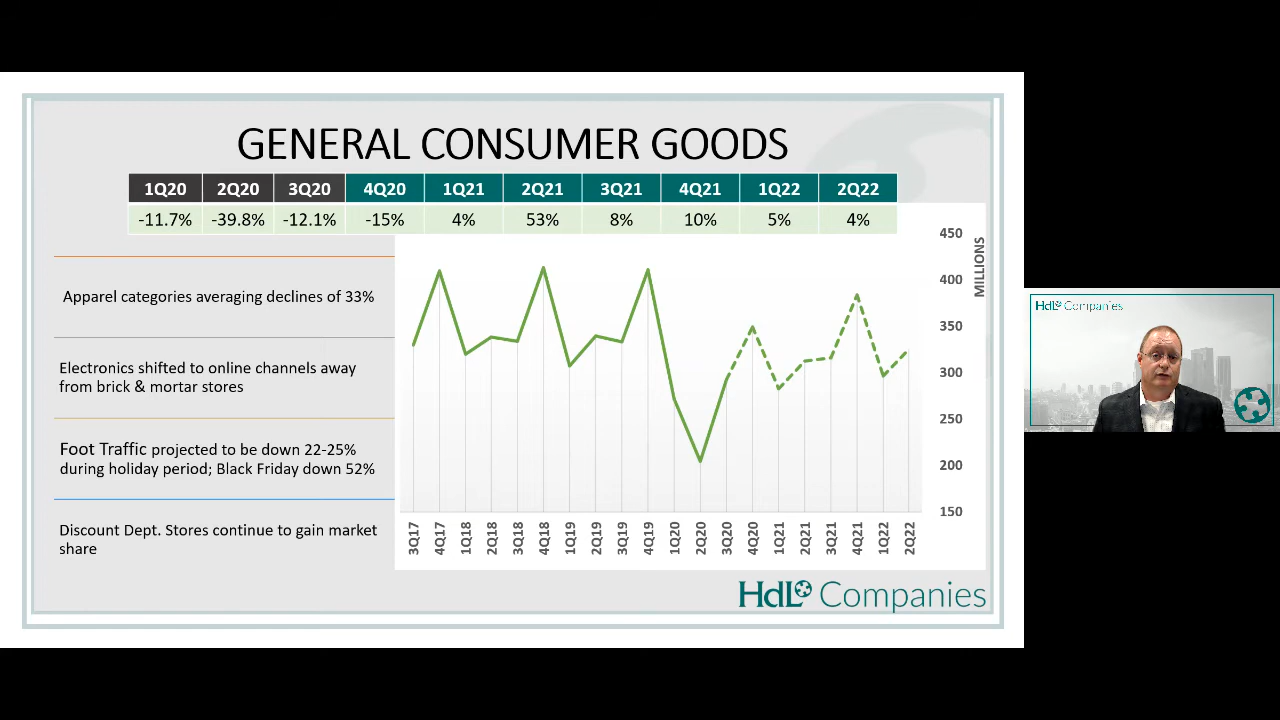 GENERAL CONSUMER GOODS
1Q20 2Q20 3Q20 4Q20 1Q21 2Q21 3Q21 4Q21 1Q22 2Q22
-11.7% -39.8% -12.1% -15% 4% 53% 8% 10% 5% 4%
Apparel categories averaging declines of 33%
Electronics shifted to online channels away
from brick & mortar stores
Foot Traffic projected to be down 22-25%
during holiday period; Black Friday down 52%
Discount Dept. Stores continue to gain market
share
450
400
350
300
250
200
150
MILLIONS
3Q17 4Q17 1Q18 2Q18 3Q18 4Q18 1Q19 2Q19 3Q19 4Q19 1Q20 2Q20 3Q20 4Q20 1Q21 2Q21 3Q21 4Q21 1Q22 2Q22
HdL Companies
HdL Companies